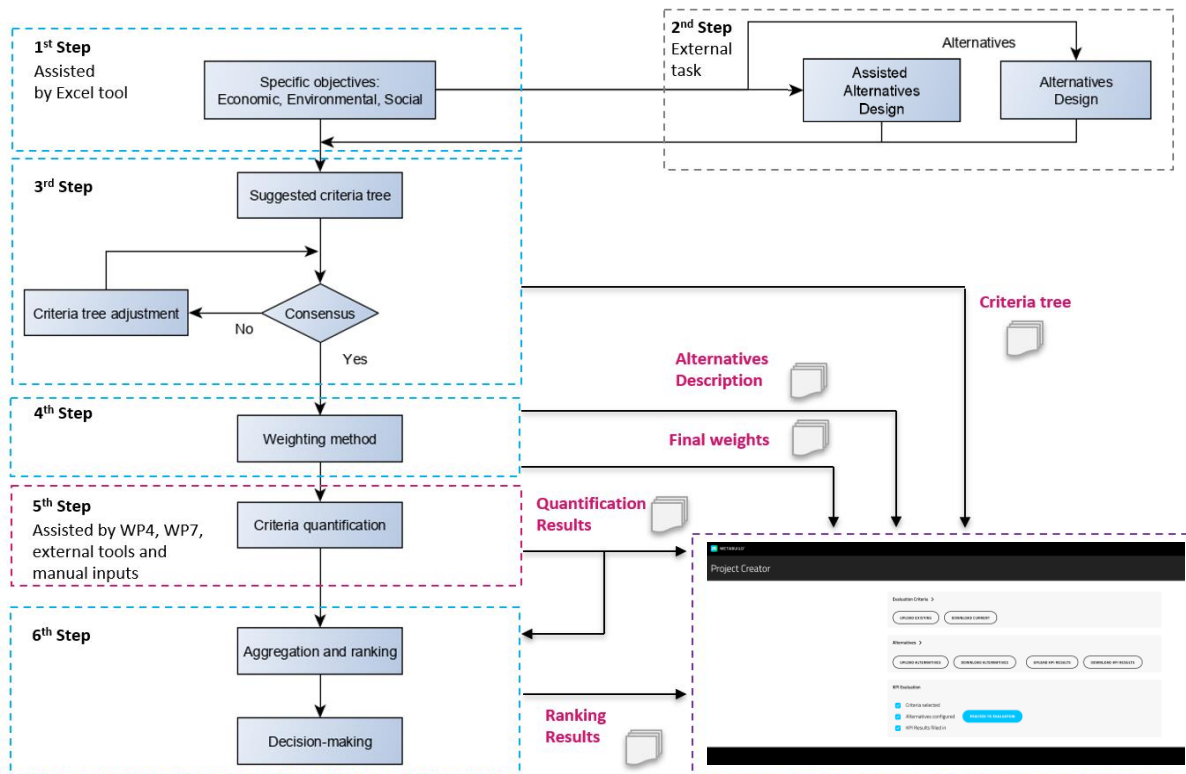 1st Step
Assisted
by Excel tool
Specific objectives:
Economic, Environmental, Social
2nd Step
External
task
Alternatives
Assisted
Alternatives
Design
Alternatives
Design
3rd Step
Suggested criteria tree
Criteria tree adjustment
No
Consensus
Yes
Criteria tree
Alternatives
Description
4th Step
Weighting method
Final weights
5th Step
Assisted by WP4, WP7,
external tools and
manual inputs
Criteria quantification
Quantification
Results
6th Step
Aggregation and ranking
Decision-making
Ranking
Results
METABUILD
Project Creator
Evaluation Criteria >
UPLOAD EXISTING
DOWNLOAD CURRENT
Alternatives >
UPLOAD ALTERNATIVES
DOWNLOAD ALTERNATIVES
UPLOAD KPI RESULTS
DOWNLOAD KPI RESULTS
KPI Evaluation
Criteria selected
Alternatives configured
PROCEED TO EVALUATION
KPI Results filled in